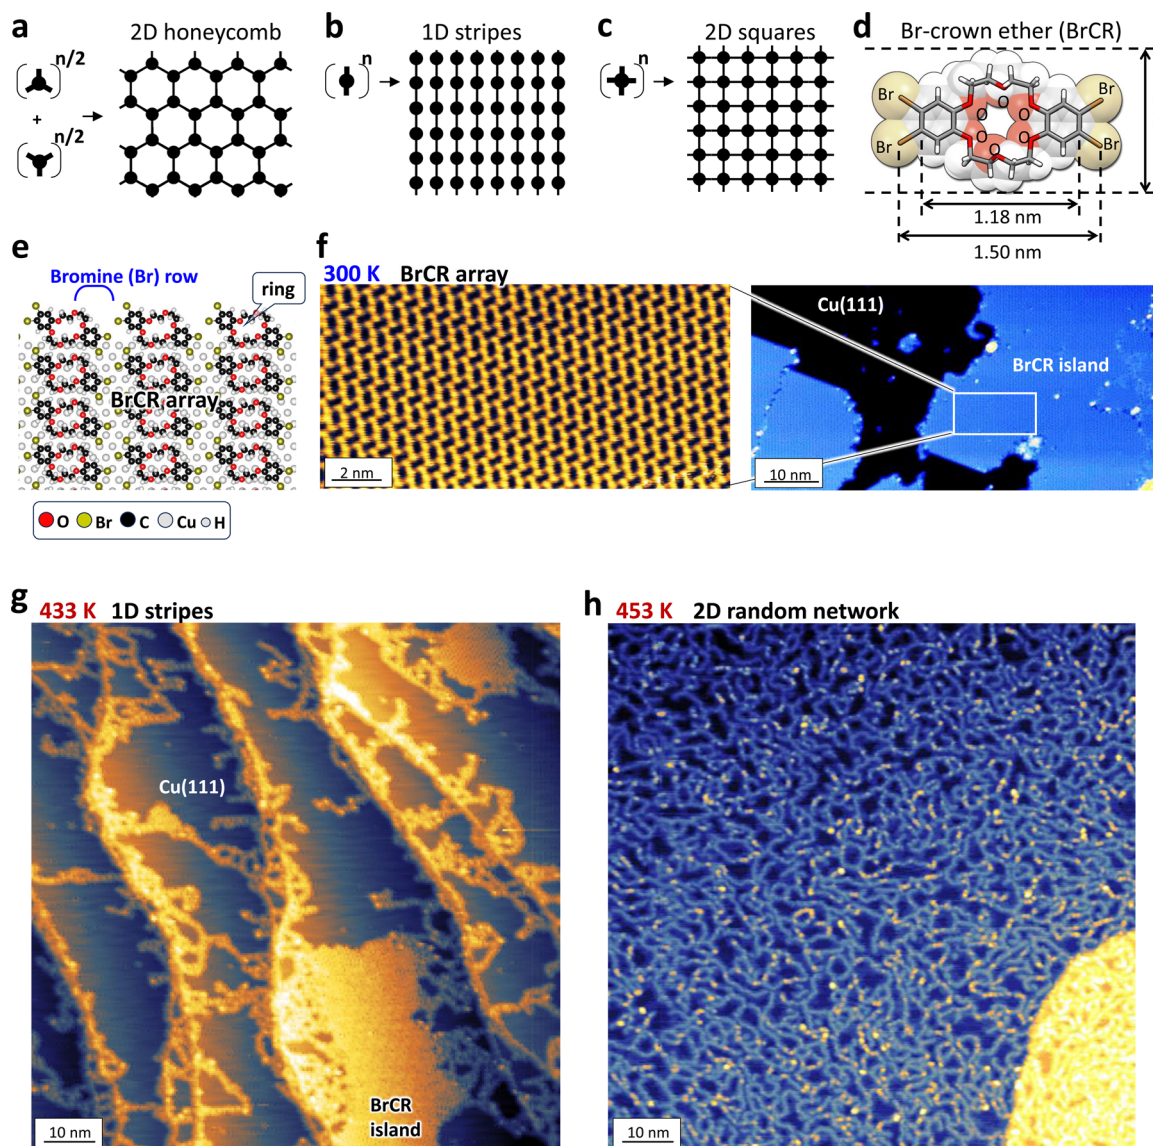 a
2D honeycomb
n/2
+
n/2
b
1D stripes
n
c
2D squares
n
d
Br-crown ether (BrCR)
Br
Br
Br
Br
O
O
O
O
O
O
1.18 nm
1.50 nm
e
Bromine (Br) row
ring
BrCR array
O Br C Cu H
f
300 K BrCR array
2 nm
Cu(111)
BrCR island
10 nm
g
433 K 1D stripes
Cu(111)
BrCR
island
10 nm
h
453 K 2D random network
10 nm